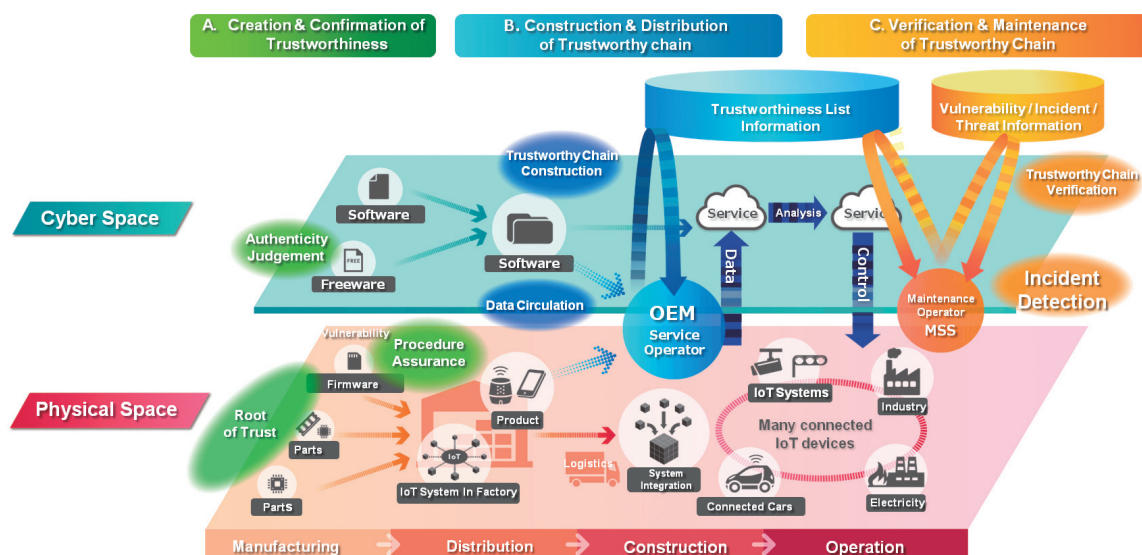 A. Creation & Confirmation of
Trustworthiness
B. Construction & Distribution
of Trustworthy chain
C. Verification & Maintenance
of Trustworthy Chain
Trustworthiness List
Information
Vulnerability / Incident /
Threat Information
Trustworthy Chain
Construction
Trustworthy Chain
Verification
Cyber Space
Software
Authenticity
Judgement
FREE
Freeware
Software
Data Circulation
Service
Analysis
Service
Data
Control
OEM
Service
Operator
Maintenance
Operator
MSS
Incident
Detection
Physical Space
Vulnerability
Firmware
Procedure
Assurance
Root
of Trust
Parts
Parts
Product
IoT
IoT System In Factory
Logistics
System
Integration
IoT Systems
Industry
Many connected
IoT devices
Connected Cars
Electricity
Manufacturing
Distribution
Construction
Operation